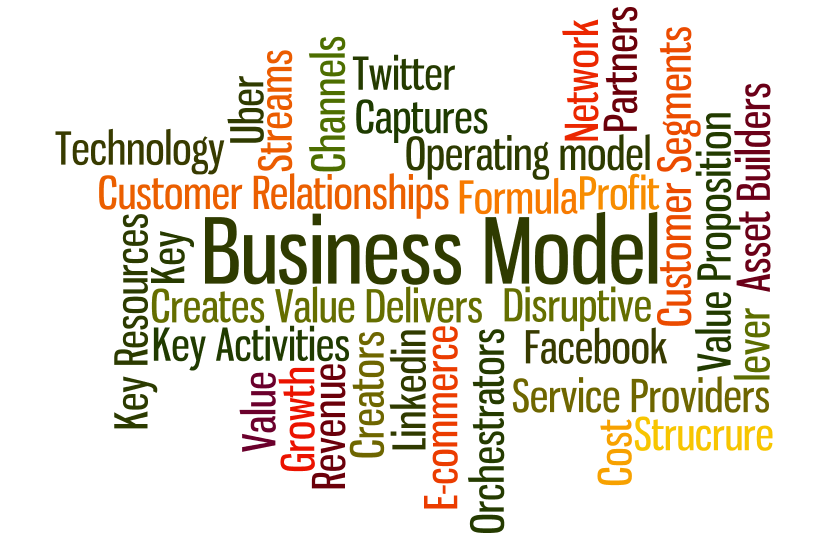 Network
Partners
Segments
Channels
Streams
Uber
Twitter
Captures
Technology
Operating model
Asset Builders
Value Proposition
Customer
Customer Relationships
Formula
Profit
Key Resources
Key
Business Model
Creates Value Delivers
Disruptive
lever
Key Activities
Facebook
Value
Growth
Revenue
Creators
Linkedin
E-commerce
Orchestrators
Service Providers
Cost
Strucrure